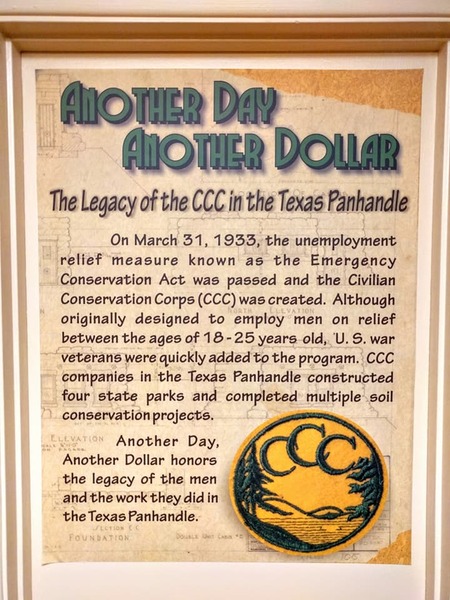 ANOTHER DAY
ANOTHER DOLLAR
The Legacy of the CCC in the Texas Panhandle
On March 31, 1933, the unemployment
relief measure known as the Emergency
Conservation Act was passed and the Civilian
Conservation Corps (CCC) was created. Although
originally designed to employ men on relief
between the ages of 18-25 years old, U. S. war
veterans were quickly added to the program. CCC
companies in the Texas Panhandle constructed
four state parks and completed multiple soil
conservation projects.
ELEVATION
Another Day,
Another Dollar honors
the legacy of the men
and the work they did in
the Texas Panhandle.
CCC
SECTION E-E
FOUNDATION
DOUBLE UNIT CABIN